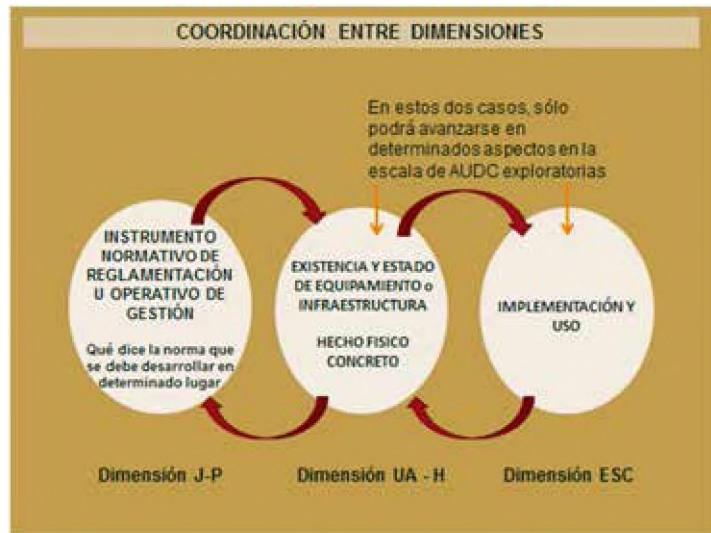 COORDINACIÓN ENTRE DIMENSIONES
En estos dos casos, sólo
podrá avanzarse en
determinados aspectos en la
escala de AUDC exploratorias
INSTRUMENTO
NORMATIVO DE
REGLAMENTACIÓN
U OPERATIVO DE
GESTIÓN
Qué dice la norma que
se debe desarrollar en
determinado lugar
EXISTENCIA Y ESTADO
DE EQUIPAMIENTO o
INFRAESTRUCTURA
HECHO FISICO
CONCRETO
IMPLEMENTACIÓN Y
USO
Dimensión J-P
Dimensión UA - H
Dimensión ESC